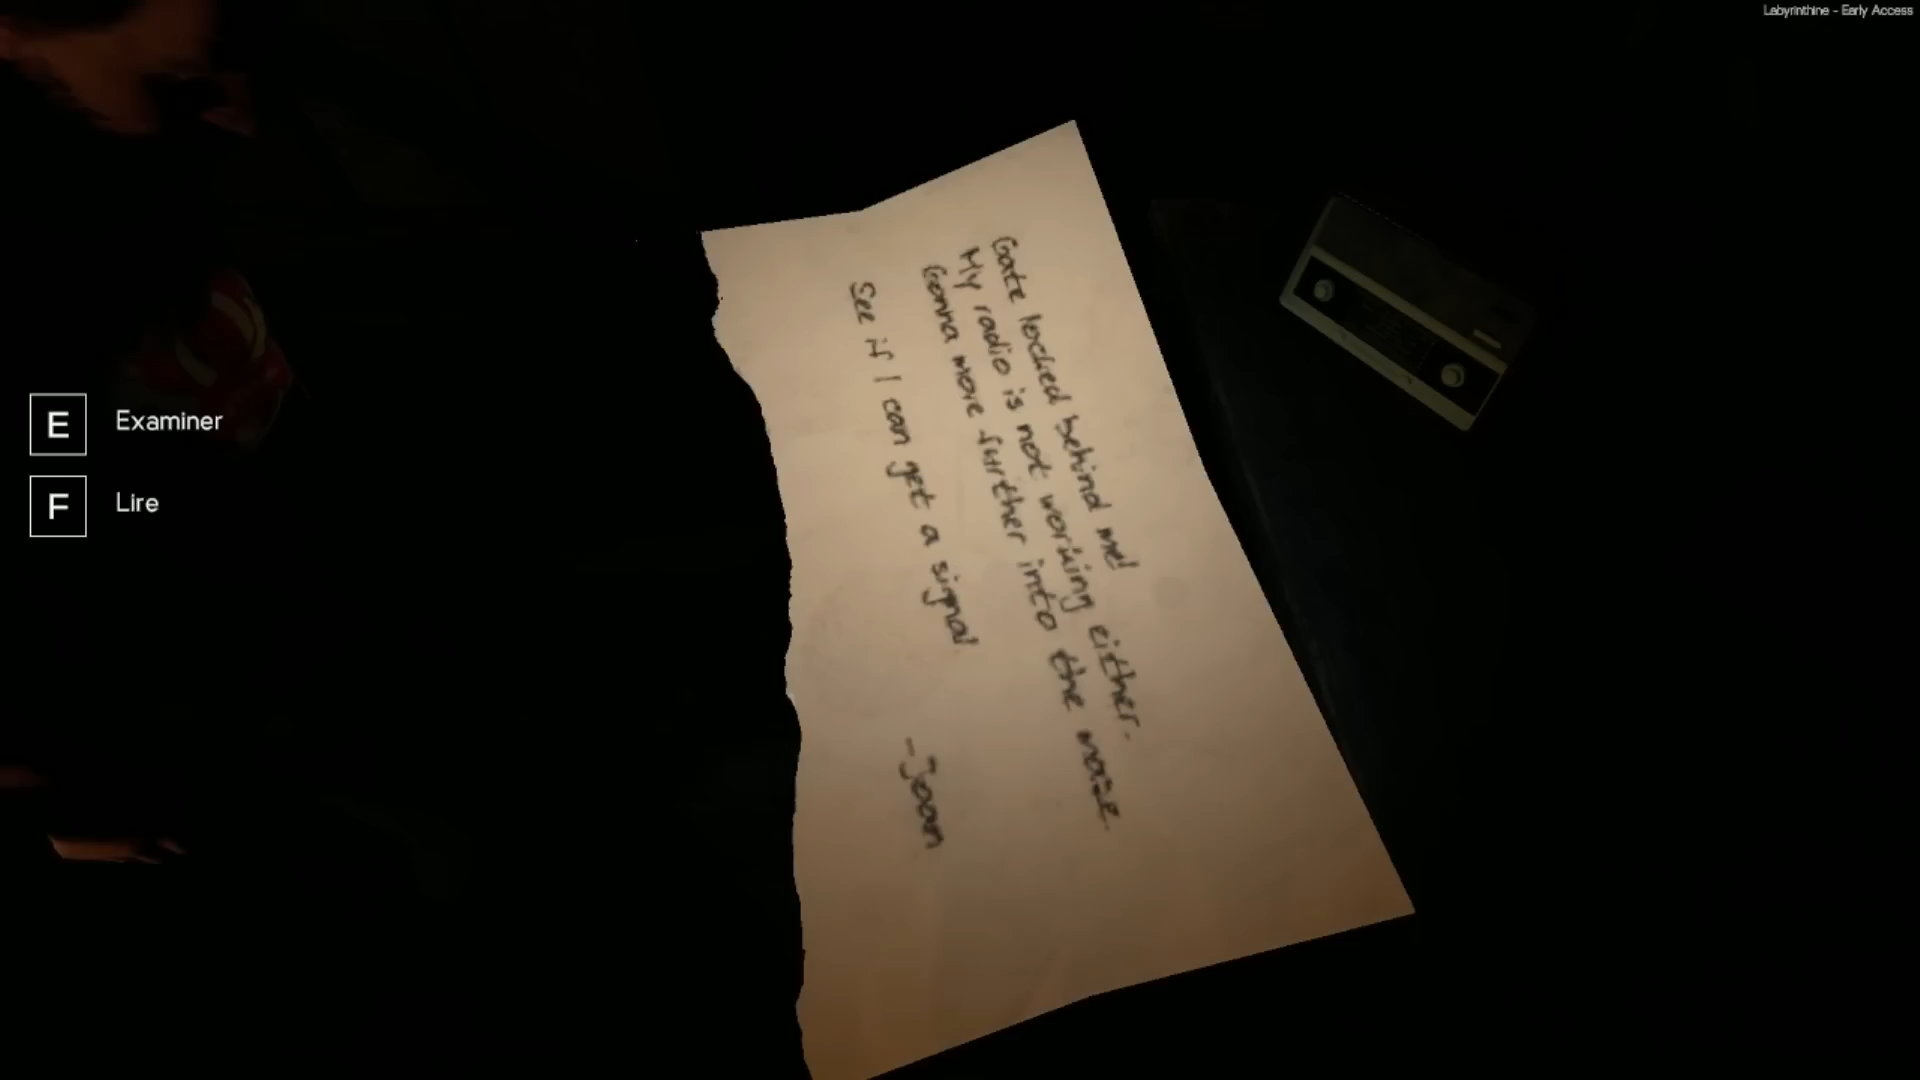 Labyrinthine - Early Access
Gate locked behind me!
My radio is not working either.
Gonna move further into the maze
See if I can get a signal
-Joan
E Examiner
F Lire